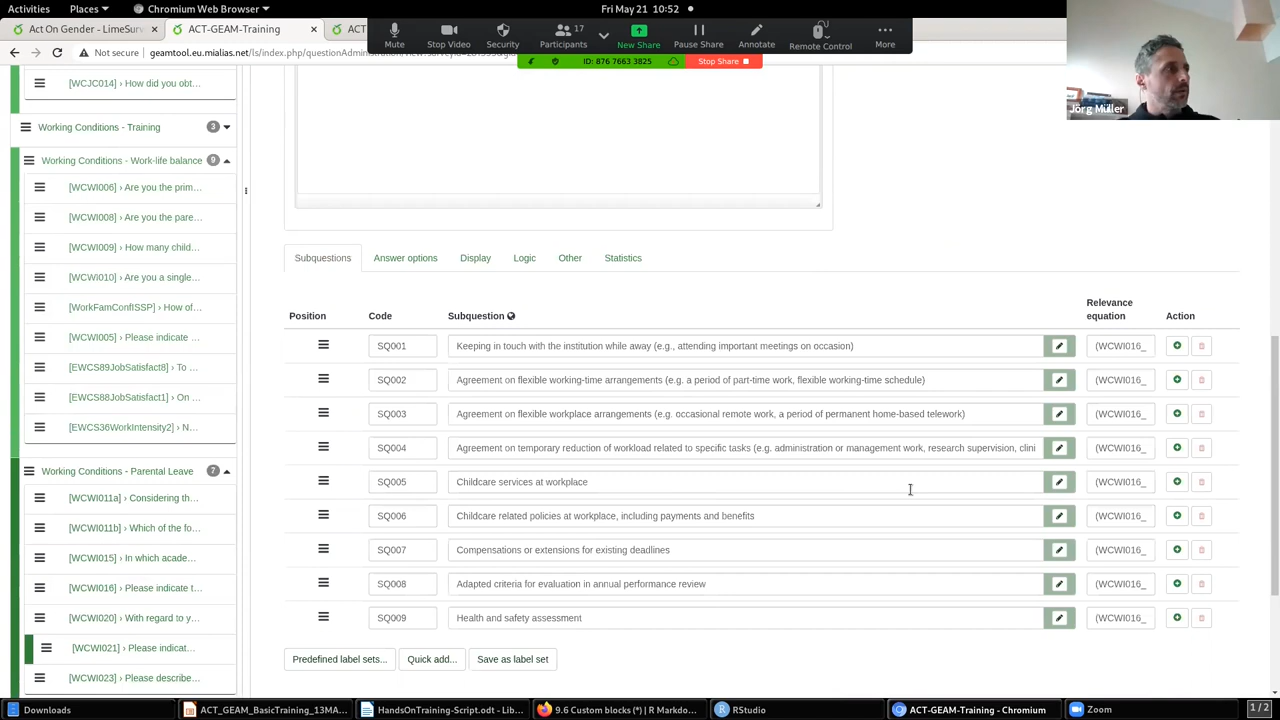 Activities Places Chromium Web Browser Fri May 21 10:52
Act On Gender - LimeSurv
ACT-GEAM-Training
ACT
Not secure geamtool.eu.mialias.net/ls/index.php/questionAdmin
Mute
Stop Video
Security
Participants 17
New Share
Pause Share
Annotate
Remote Control
More
ID: 876 7663 3825 Stop Share
Jörg Müller
[WCJC014] › How did you obt...
Working Conditions - Training 3
Working Conditions - Work-life balance 9
[WCWI006] › Are you the prim...
[WCWI008] › Are you the pare...
[WCWI009] › How many child...
[WCWI010] › Are you a single...
[WorkFamConfISSP] › How of...
[WCWI005] › Please indicate ...
[EWCS89JobSatisfact8] › To ...
[EWCS88JobSatisfact1] › On ...
[EWCS36WorkIntensity2] › N...
Working Conditions - Parental Leave 7
[WCWI011a] › Considering th...
[WCWI011b] › Which of the fo...
[WCWI015] › In which acade...
[WCWI016] › Please indicate t...
[WCWI020] › With regard to y...
[WCWI021] › Please indicat...
[WCWI023] › Please describe...
Subquestions Answer options Display Logic Other Statistics
Position Code Subquestion Relevance equation Action
SQ001 Keeping in touch with the institution while away (e.g., attending important meetings on occasion) (WCWI016_
SQ002 Agreement on flexible working-time arrangements (e.g. a period of part-time work, flexible working-time schedule) (WCWI016_
SQ003 Agreement on flexible workplace arrangements (e.g. occasional remote work, a period of permanent home-based telework) (WCWI016_
SQ004 Agreement on temporary reduction of workload related to specific tasks (e.g. administration or management work, research supervision, clini (WCWI016_
SQ005 Childcare services at workplace (WCWI016_
SQ006 Childcare related policies at workplace, including payments and benefits (WCWI016_
SQ007 Compensations or extensions for existing deadlines (WCWI016_
SQ008 Adapted criteria for evaluation in annual performance review (WCWI016_
SQ009 Health and safety assessment (WCWI016_
Predefined label sets... Quick add... Save as label set
Downloads
ACT_GEAM_BasicTraining_13MA...
HandsOnTraining-Script.odt - Lib...
9.6 Custom blocks (*) | R Markdo...
RStudio
ACT-GEAM-Training - Chromium
Zoom
1 / 2